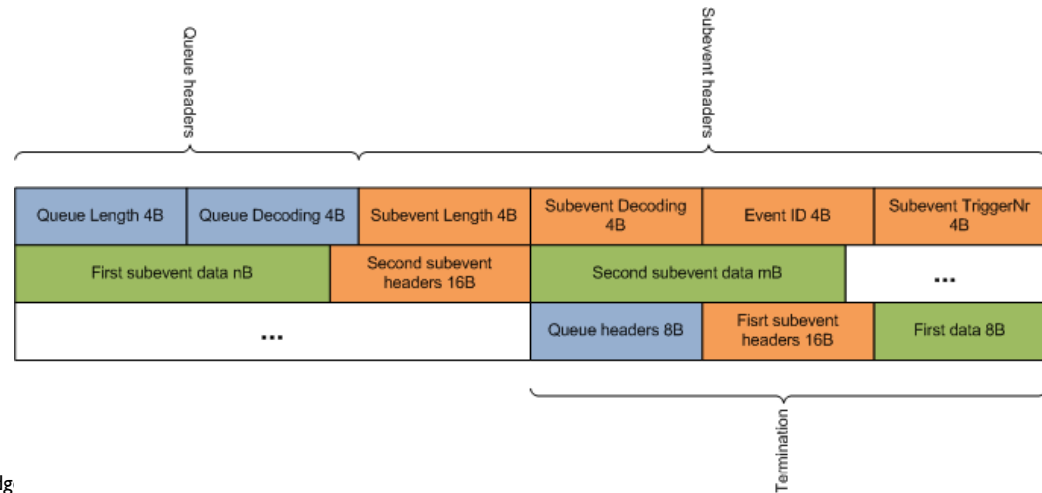 Queue headers
Subevent headers
Queue Length 4B
Queue Decoding 4B
Subevent Length 4B
Subevent Decoding
4B
Event ID 4B
Subevent TriggerNr
4B
First subevent data nB
Second subevent
headers 16B
Second subevent data mB
...
...
Queue headers 8B
Fisrt subevent
headers 16B
First data 8B
Termination